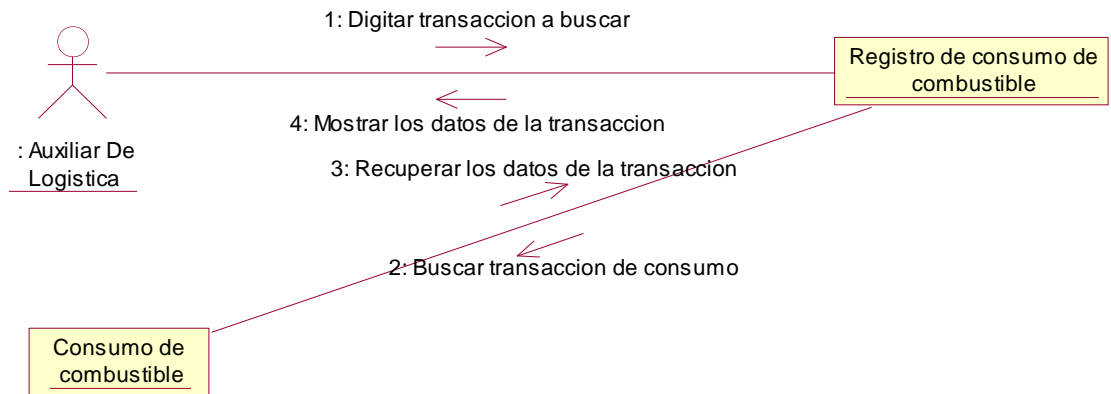 1: Digitar transaccion a buscar
Registro de consumo de
combustible
4: Mostrar los datos de la transaccion
: Auxiliar De
Logistica
3: Recuperar los datos de la transaccion
2: Buscar transaccion de consumo
Consumo de
combustible